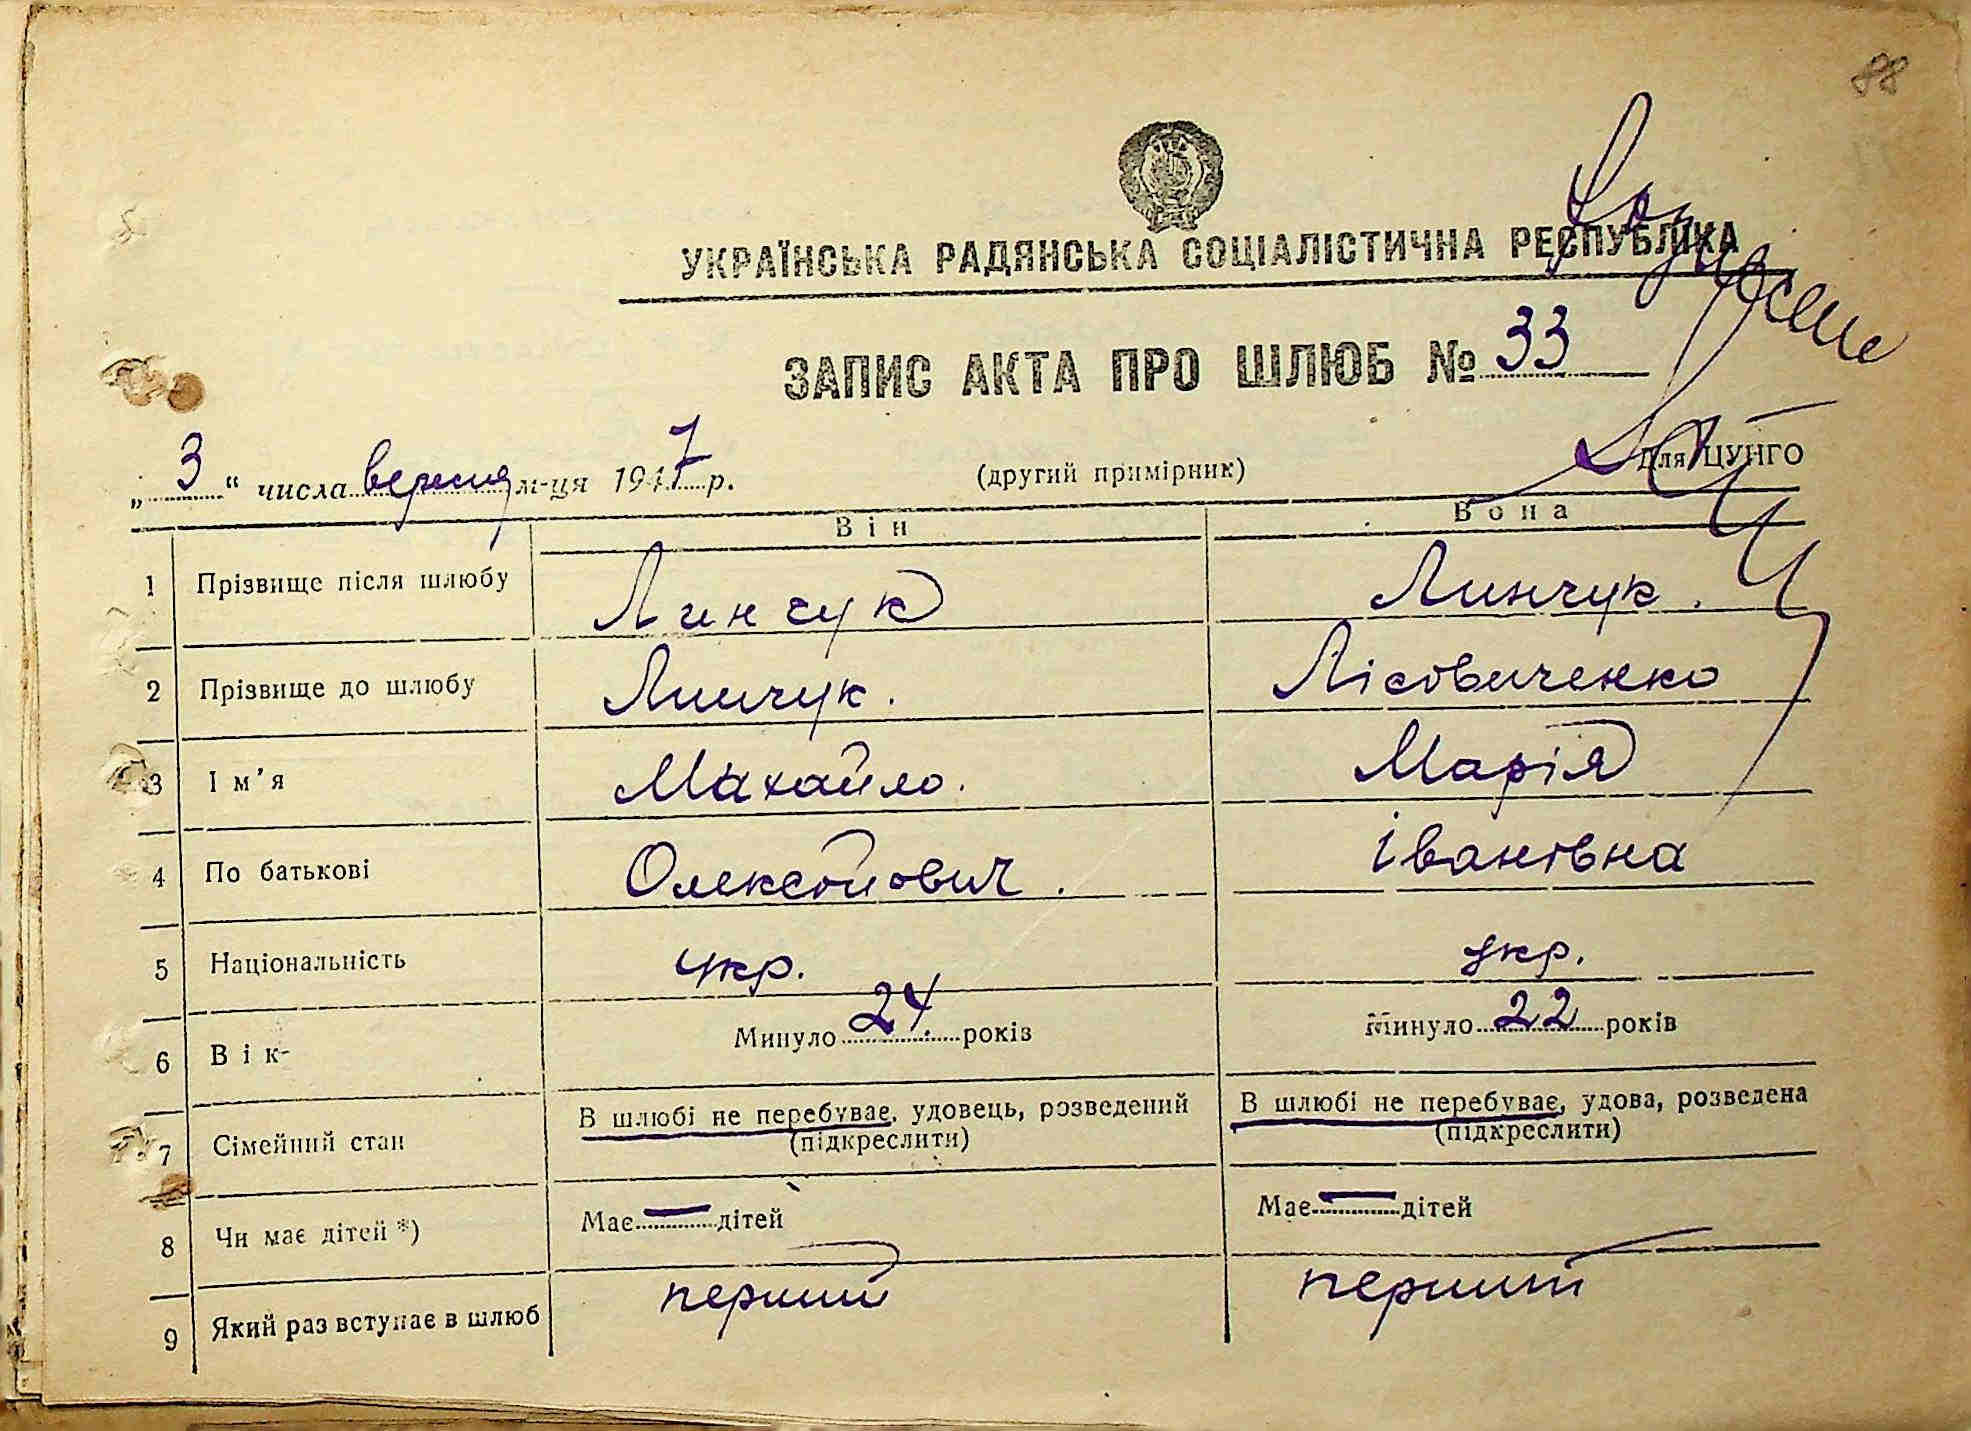 88
УКРАЇНСЬКА РАДЯНСЬКА СОЦІАЛІСТИЧНА РЕСПУБЛІКА
ЗАПИС АКТА ПРО ШЛЮБ № 33
„3“ числа вересня м-ця 1947 р. (другий примірник) Для ЦУНГО
Він Вона
1 Прізвище після шлюбу Линчук Линчук.
2 Прізвище до шлюбу Линчук. Лісовиченко
3 Ім’я Михайло. Марія
4 По батькові Олексійович. Іванівна
5 Національність укр. укр.
6 Вік Минуло 24 років Минуло 22 років
7 Сімейний стан В шлюбі не перебуває, удовець, розведений В шлюбі не перебуває, удова, розведена
(підкреслити) (підкреслити)
8 Чи має дітей *) Має — дітей Має — дітей
9 Який раз вступає в шлюб перший перший